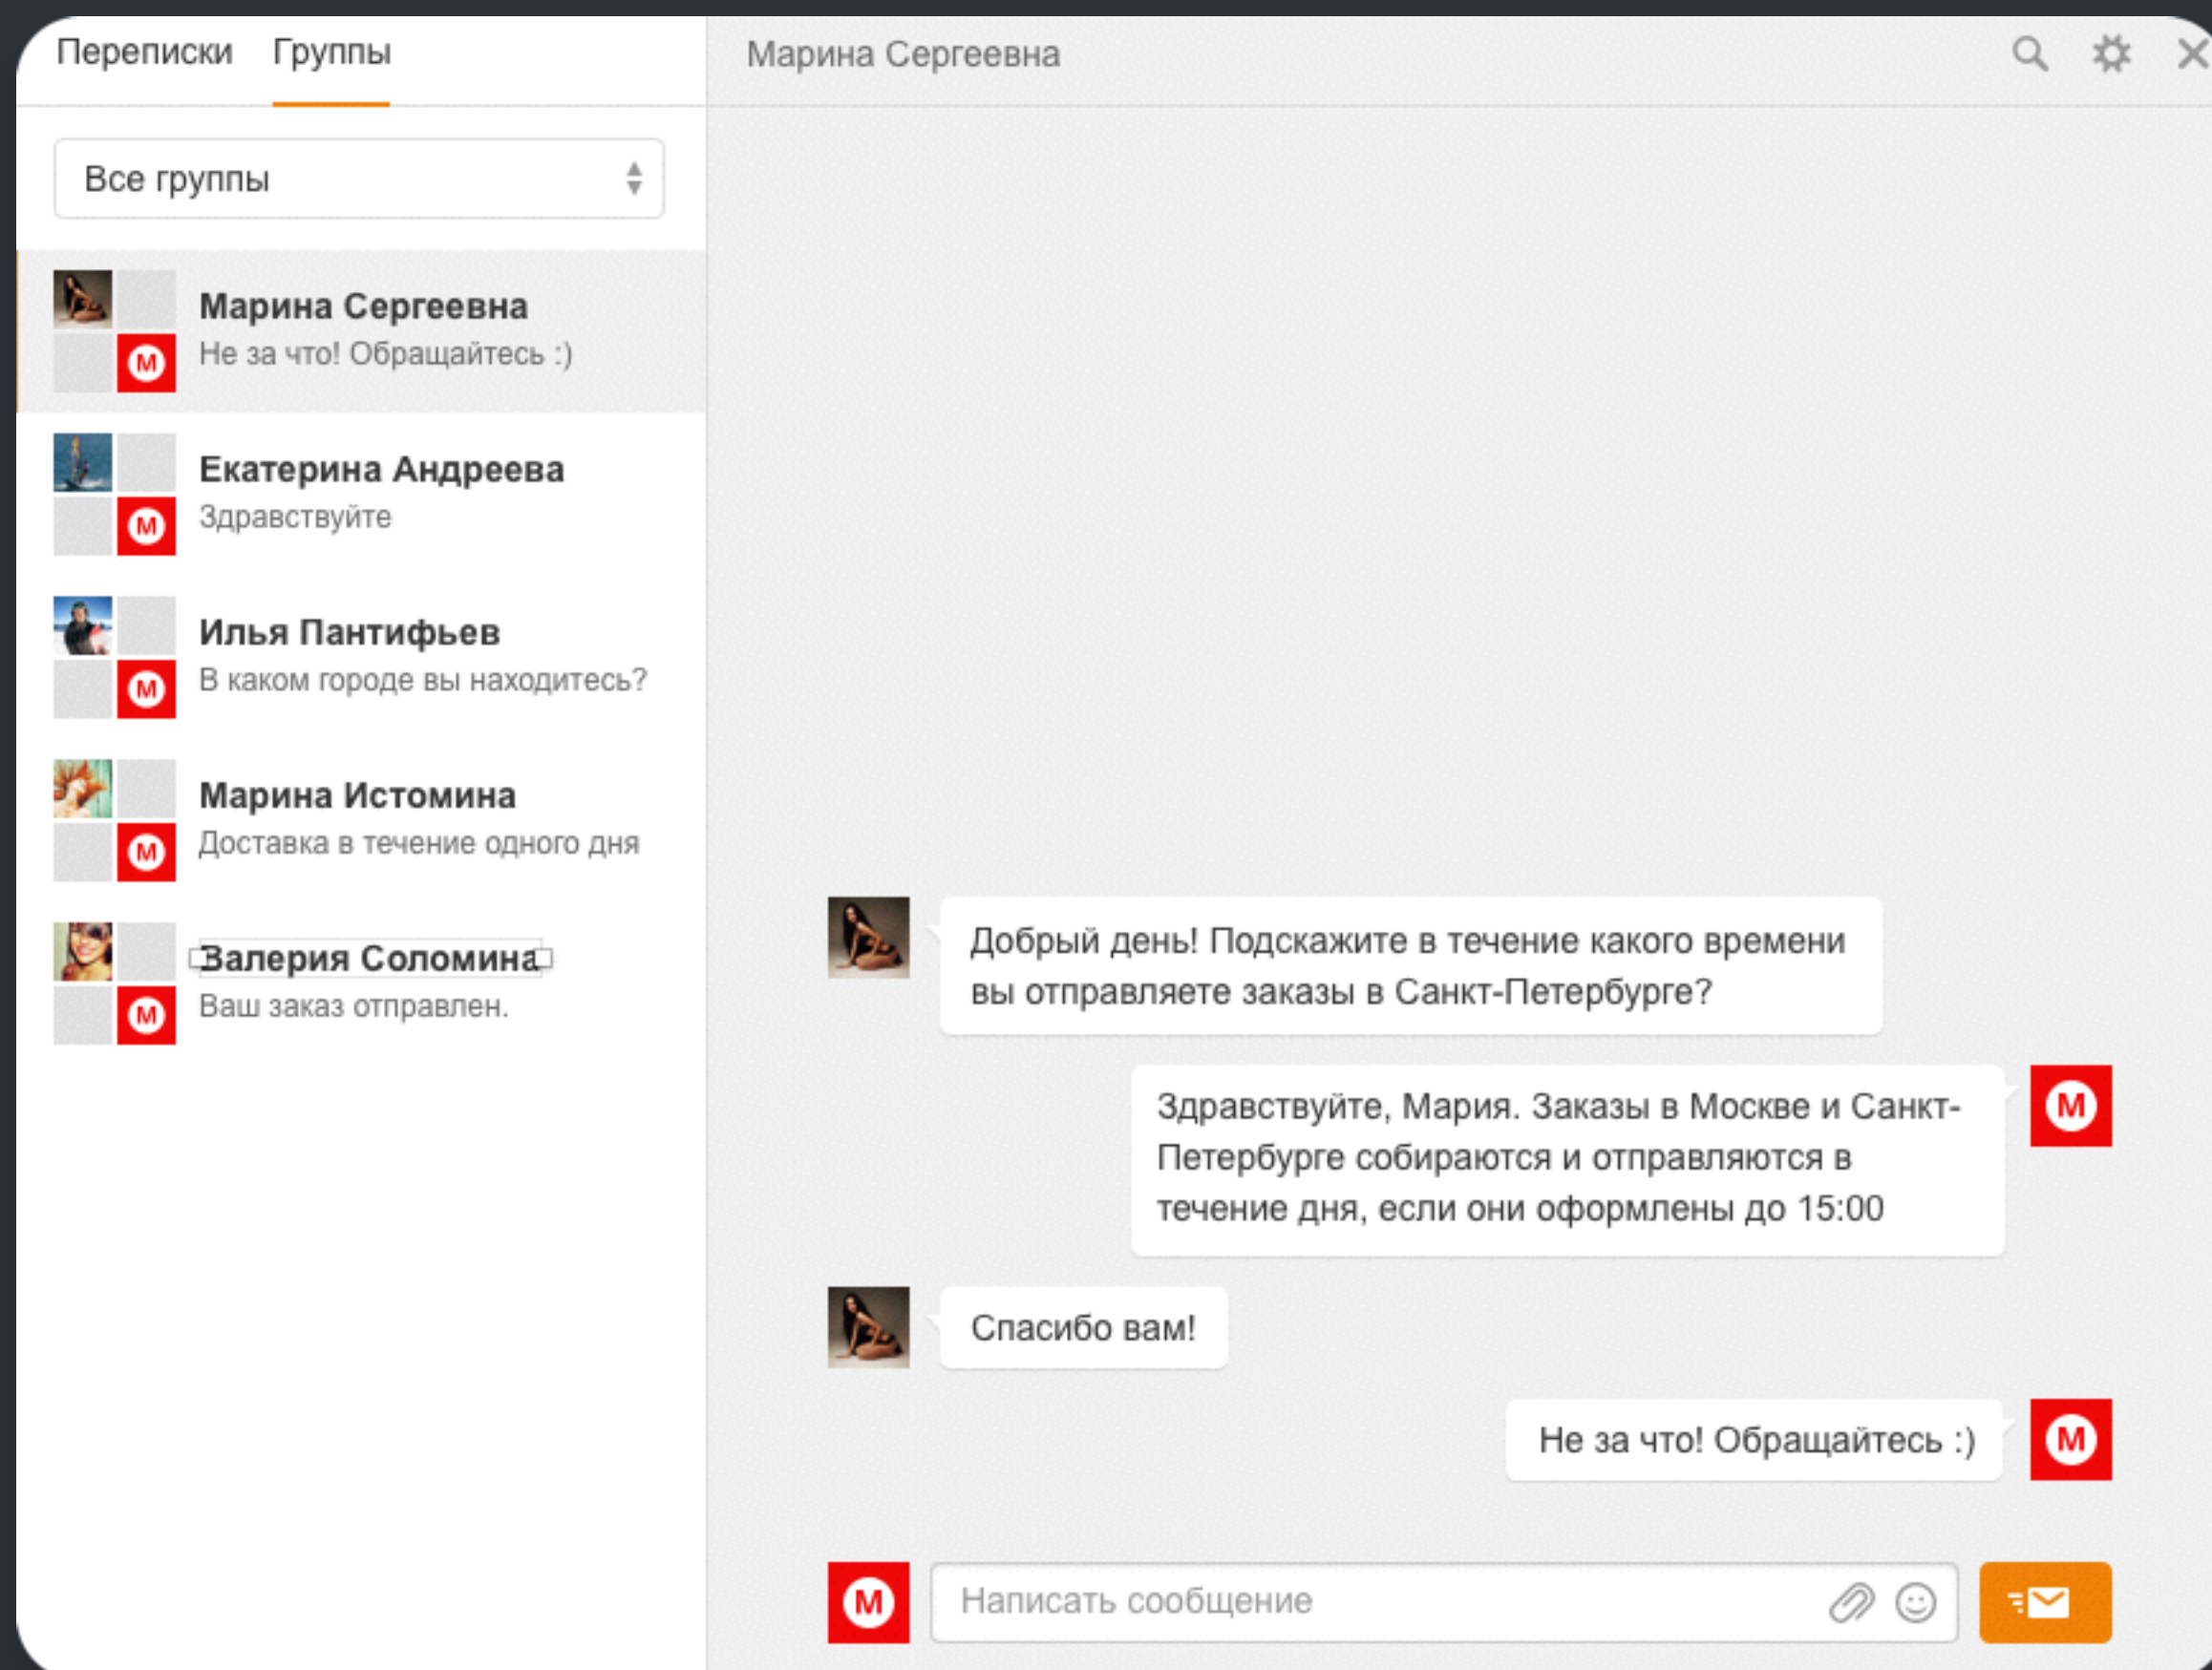 Переписки Группы
Марина Сергеевна
Все группы
Марина Сергеевна
Не за что! Обращайтесь :)
М
Екатерина Андреева
Здравствуйте
М
Илья Пантифьев
В каком городе вы находитесь?
М
Марина Истомина
Доставка в течение одного дня
М
Валерия Соломина
Ваш заказ отправлен.
М
Добрый день! Подскажите в течение какого времени
вы отправляете заказы в Санкт-Петербурге?
Здравствуйте, Мария. Заказы в Москве и Санкт-
Петербурге собираются и отправляются в
течение дня, если они оформлены до 15:00
М
Спасибо вам!
Не за что! Обращайтесь :)
М
М
Написать сообщение